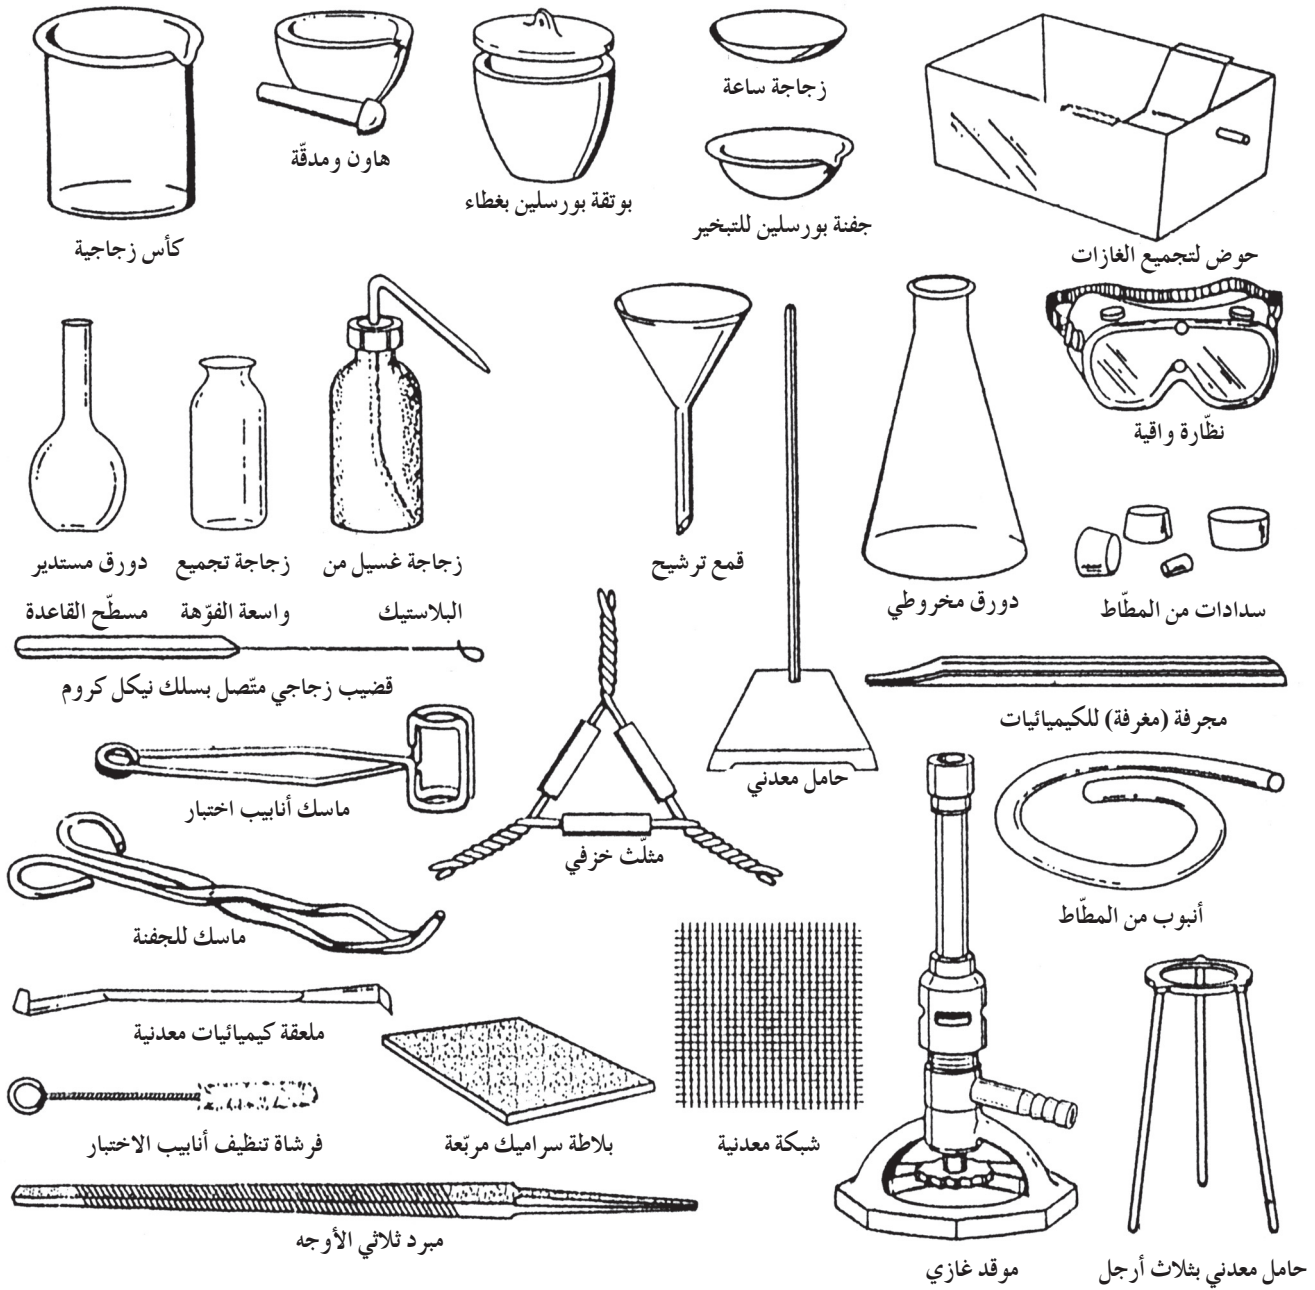 كأس زجاجية
هاون ومدقّة
بوتقة بورسلين بغطاء
زجاجة ساعة
جفنة بورسلين للتبخير
حوض لتجميع الغازات
نظّارة واقية
دورق مستدير
مسطّح القاعدة
زجاجة تجميع
واسعة الفوّهة
زجاجة غسيل من
البلاستيك
قمع ترشيح
دورق مخروطي
سدادات من المطّاط
قضيب زجاجي متّصل بسلك نيكل كروم
مجرفة (مغرفة) للكيميائيات
حامل معدني
ماسك أنابيب اختبار
مثلّث خزفي
أنبوب من المطّاط
ماسك للجفنة
ملعقة كيميائيات معدنية
فرشاة تنظيف أنابيب الاختبار
بلاطة سراميك مربّعة
شبكة معدنية
مبرد ثلاثي الأوجه
موقد غازي
حامل معدني بثلاث أرجل